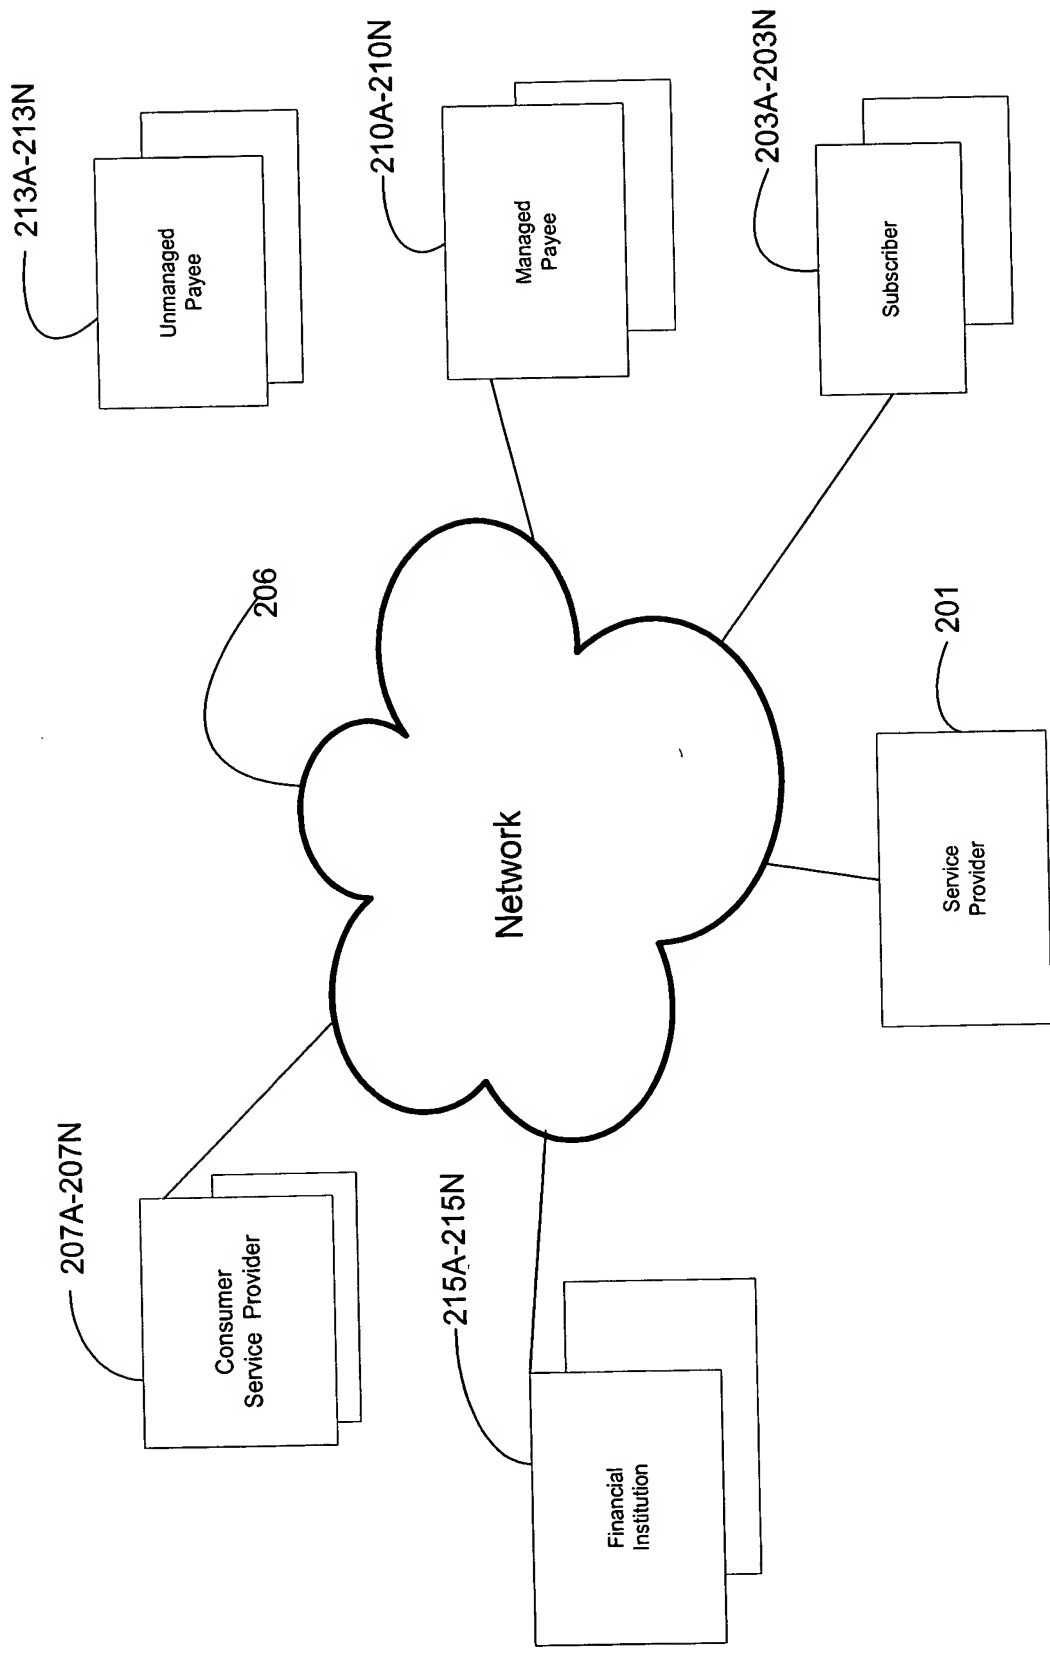 207A-207N
Consumer
Service Provider
206
213A-213N
Unmanaged
Payee
215A-215N
Financial
Institution
Network
210A-210N
Managed
Payee
Service
Provider
201
203A-203N
Subscriber